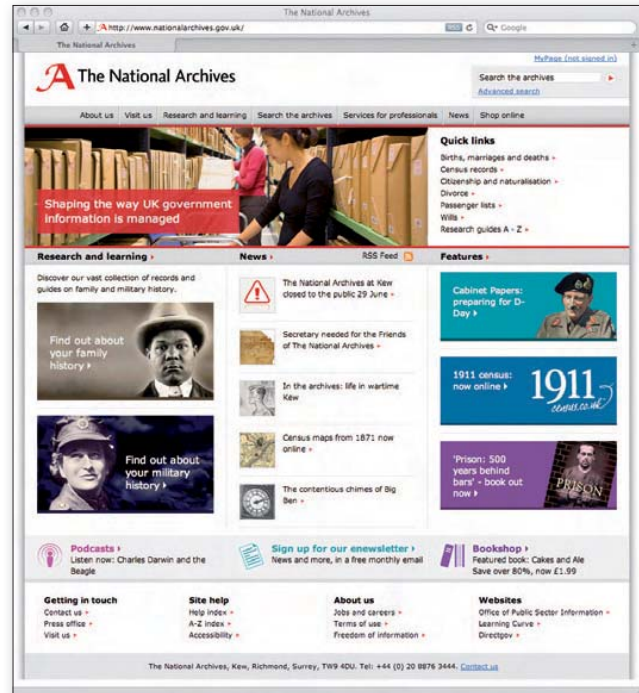 The National Archives
http://www.nationalarchives.gov.uk/
RSS
Google
The National Archives
MyPage (not signed in)
A The National Archives
Search the archives
Advanced search
About us Visit us Research and learning Search the archives Services for professionals News Shop online
Shaping the way UK government
information is managed
Quick links
Births, marriages and deaths
Census records
Citizenship and naturalisation
Divorce
Passenger lists
Wills
Research guides A - Z
Research and learning
Discover our vast collection of records and
guides on family and military history.
Find out about
your family
history
Find out about
your military
history
News
RSS Feed
The National Archives at Kew
closed to the public 29 June
Secretary needed for the Friends
of The National Archives
In the archives: life in wartime
Kew
Census maps from 1871 now
online
The contentious chimes of Big
Ben
Features
Cabinet Papers:
preparing for D-
Day
1911 census:
now online
1911
census.co.uk
'Prison: 500
years behind
bars' - book out
now
PRISON
Podcasts
Listen now: Charles Darwin and the
Beagle
Sign up for our enewsletter
News and more, in a free monthly email
Bookshop
Featured book: Cakes and Ale
Save over 80%, now £1.99
Getting in touch
Contact us
Press office
Visit us
Site help
Help index
A-Z index
Accessibility
About us
Jobs and careers
Terms of use
Freedom of information
Websites
Office of Public Sector Information
Learning Curve
Directgov
The National Archives, Kew, Richmond, Surrey, TW9 4DU. Tel: +44 (0) 20 8876 3444. Contact us